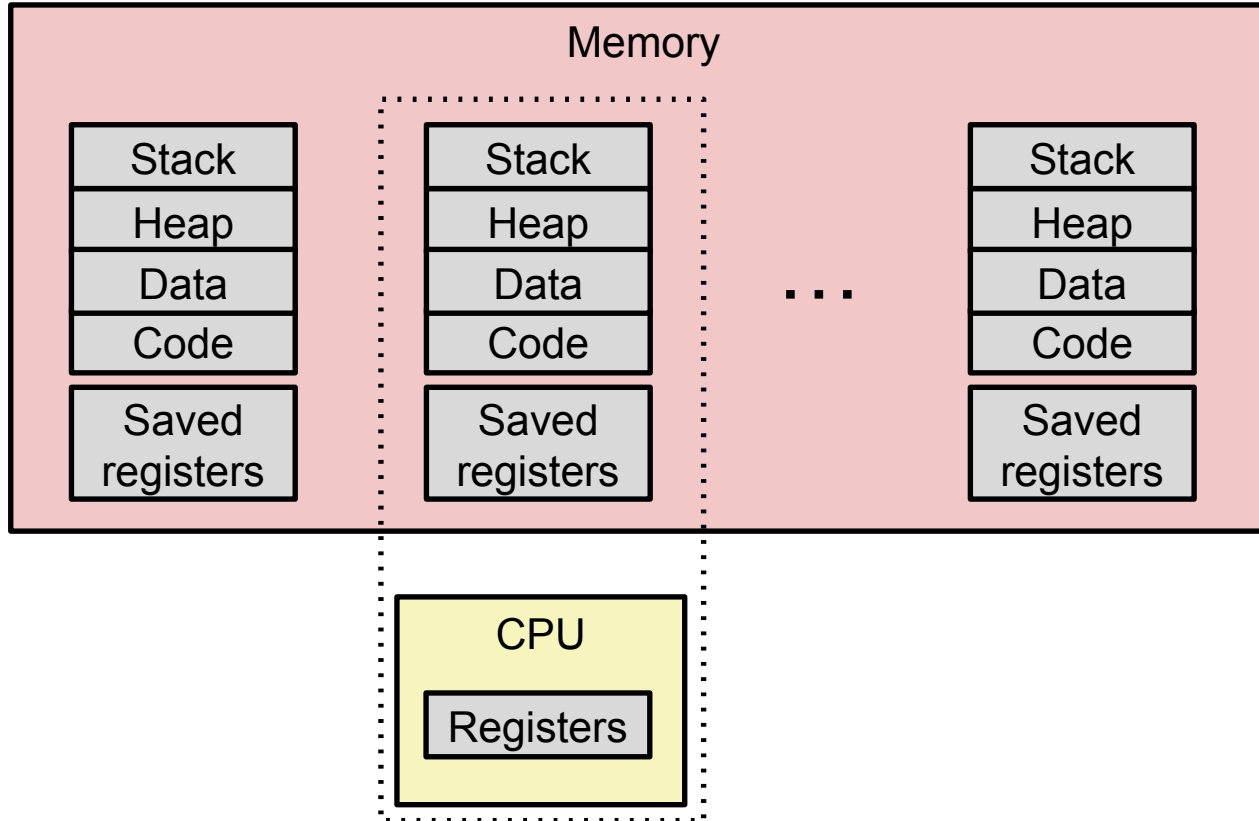 Memory
Stack
Heap
Data
Code
Saved
registers
Stack
Heap
Data
Code
Saved
registers
...
Stack
Heap
Data
Code
Saved
registers
CPU
Registers